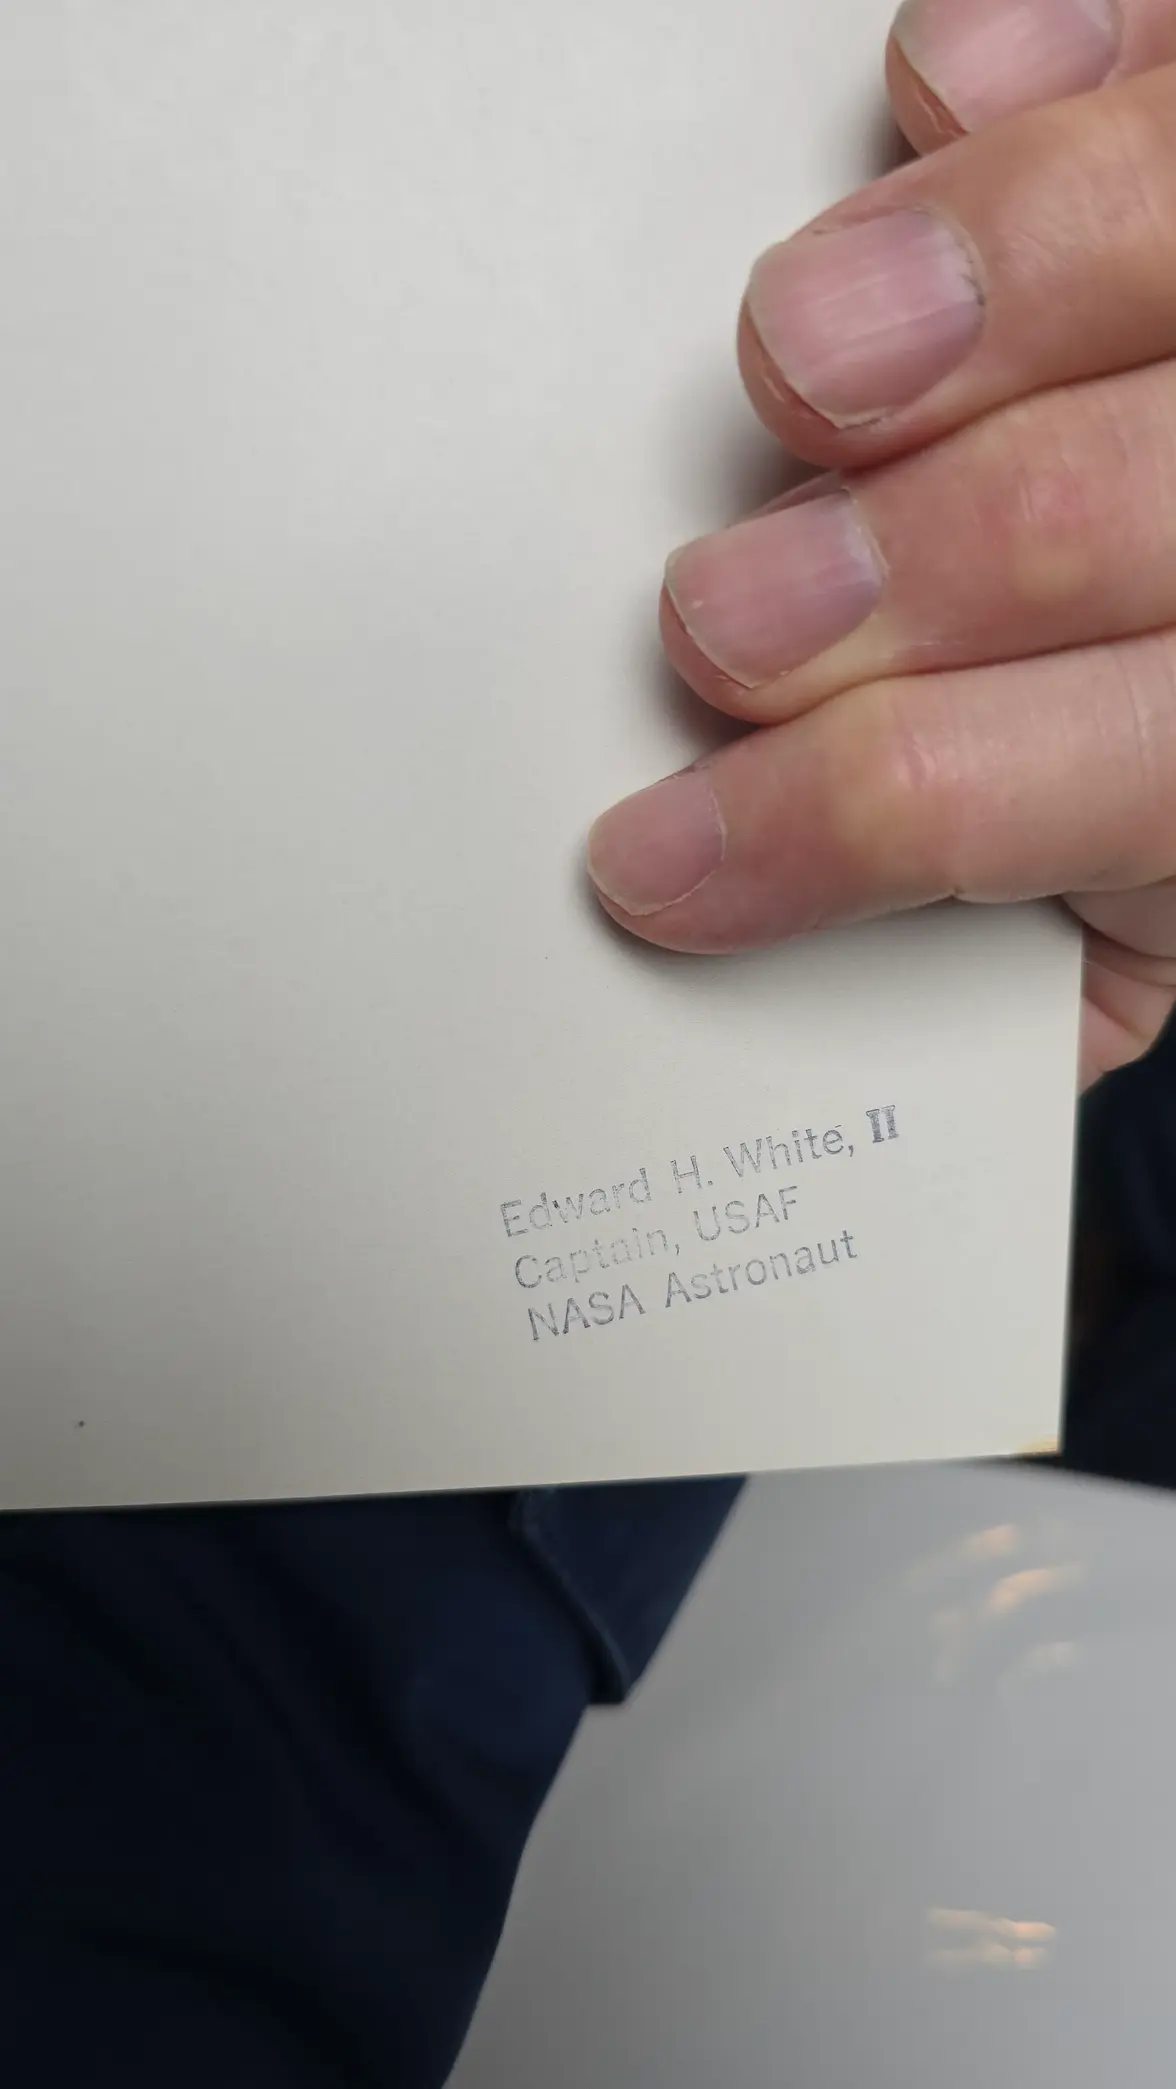 Edward H. White, II
Captain, USAF
NASA Astronaut